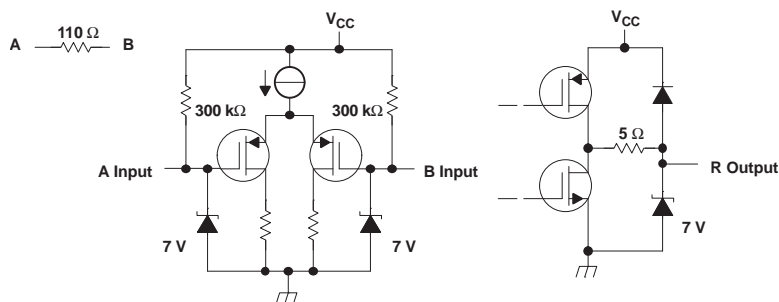 110 Ω
A B
VCC
300 kΩ 300 kΩ
A Input B Input
7 V 7 V
VCC
5 Ω
R Output
7 V